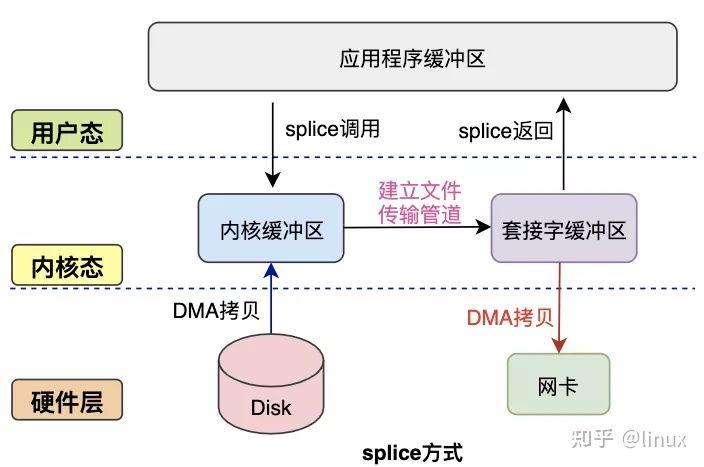 应用程序缓冲区
用户态
splice调用
splice返回
建立文件
传输管道
内核缓冲区
套接字缓冲区
内核态
DMA拷贝
DMA拷贝
硬件层
Disk
网卡
splice方式
知乎 @linux